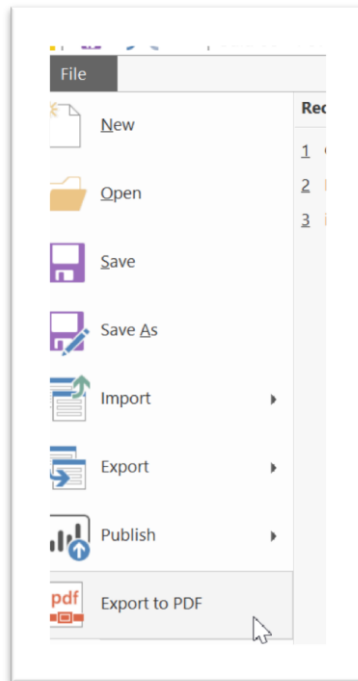 File
New
Rec
1
Open
2
3
Save
Save As
Import
Export
Publish
pdf
Export to PDF